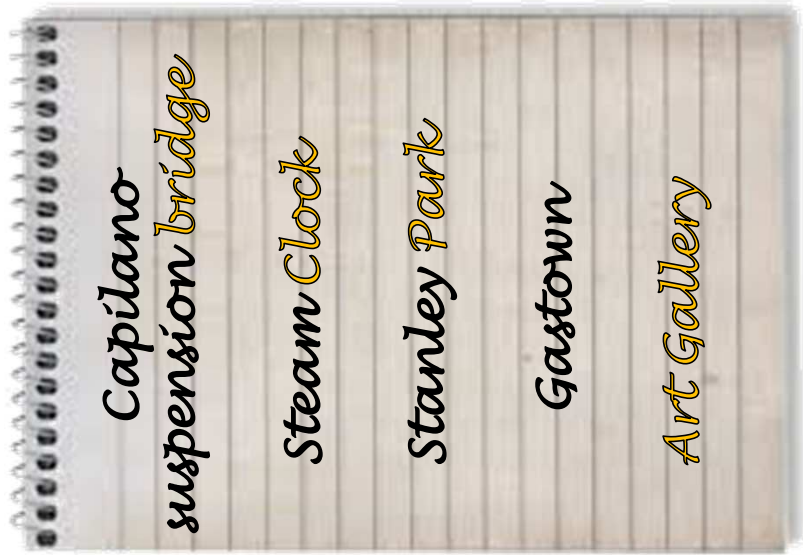 Capilano
suspension bridge
Steam Clock
Stanley Park
Gastown
Art Gallery